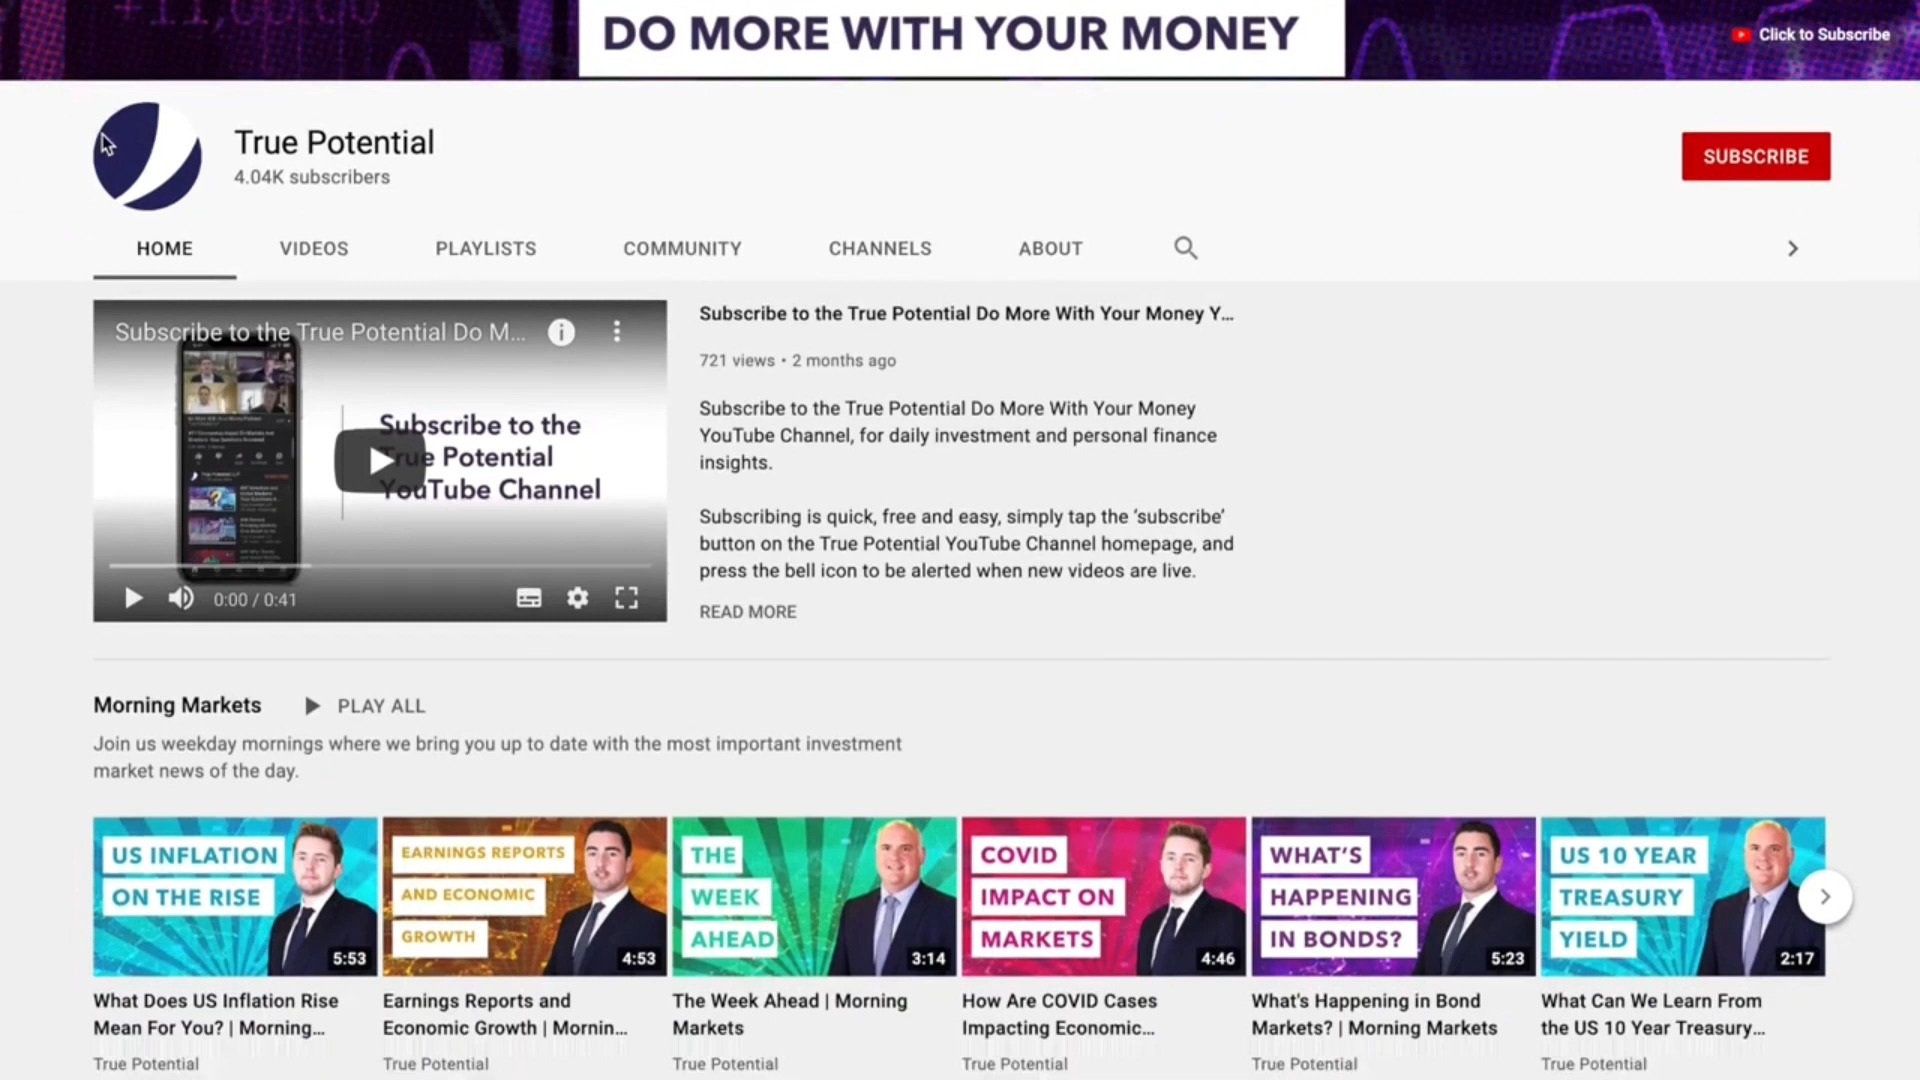 DO MORE WITH YOUR MONEY
Click to Subscribe
True Potential
4.04K subscribers
SUBSCRIBE
HOME
VIDEOS
PLAYLISTS
COMMUNITY
CHANNELS
ABOUT
Subscribe to the True Potential Do M...
Subscribe to the
True Potential
YouTube Channel
0:00 / 0:41
Subscribe to the True Potential Do More With Your Money Y...
721 views • 2 months ago
Subscribe to the True Potential Do More With Your Money
YouTube Channel, for daily investment and personal finance
insights.
Subscribing is quick, free and easy, simply tap the ‘subscribe’
button on the True Potential YouTube Channel homepage, and
press the bell icon to be alerted when new videos are live.
READ MORE
Morning Markets
PLAY ALL
Join us weekday mornings where we bring you up to date with the most important investment
market news of the day.
US INFLATION
ON THE RISE
5:53
What Does US Inflation Rise
Mean For You? | Morning...
True Potential
EARNINGS REPORTS
AND ECONOMIC
GROWTH
4:53
Earnings Reports and
Economic Growth | Mornin...
True Potential
THE
WEEK
AHEAD
3:14
The Week Ahead | Morning
Markets
True Potential
COVID
IMPACT ON
MARKETS
4:46
How Are COVID Cases
Impacting Economic...
True Potential
WHAT'S
HAPPENING
IN BONDS?
5:23
What's Happening in Bond
Markets? | Morning Markets
True Potential
US 10 YEAR
TREASURY
YIELD
2:17
What Can We Learn From
the US 10 Year Treasury...
True Potential